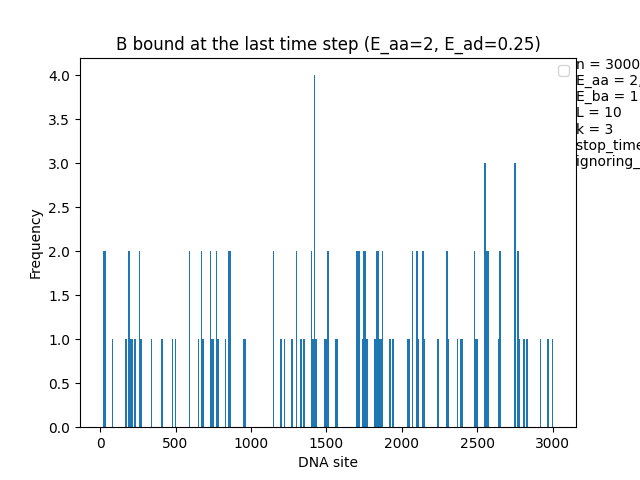 B bound at the last time step (E_aa=2, E_ad=0.25)
n = 3000
E_aa = 2,
E_ba = 1
L = 10
k = 3
stop_time
ignoring_
4.0
3.5
3.0
2.5
2.0
1.5
1.0
0.5
0.0
Frequency
0 500 1000 1500 2000 2500 3000
DNA site